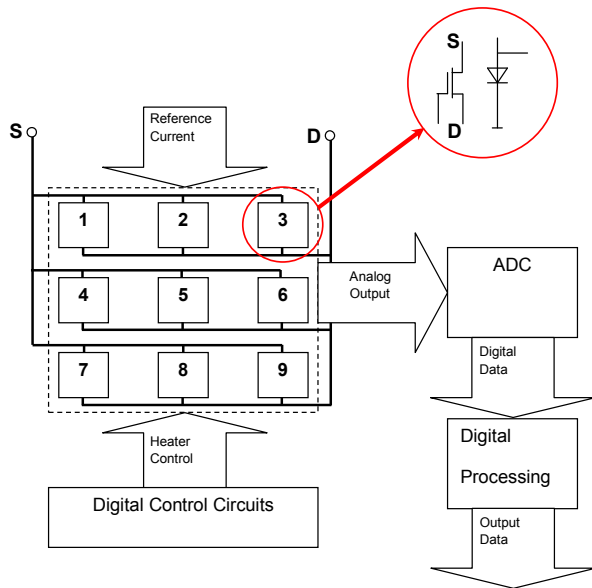 S
D
S
Reference
Current
D
1
2
3
4
5
6
7
8
9
Analog
Output
ADC
Digital
Data
Heater
Control
Digital
Processing
Digital Control Circuits
Output
Data